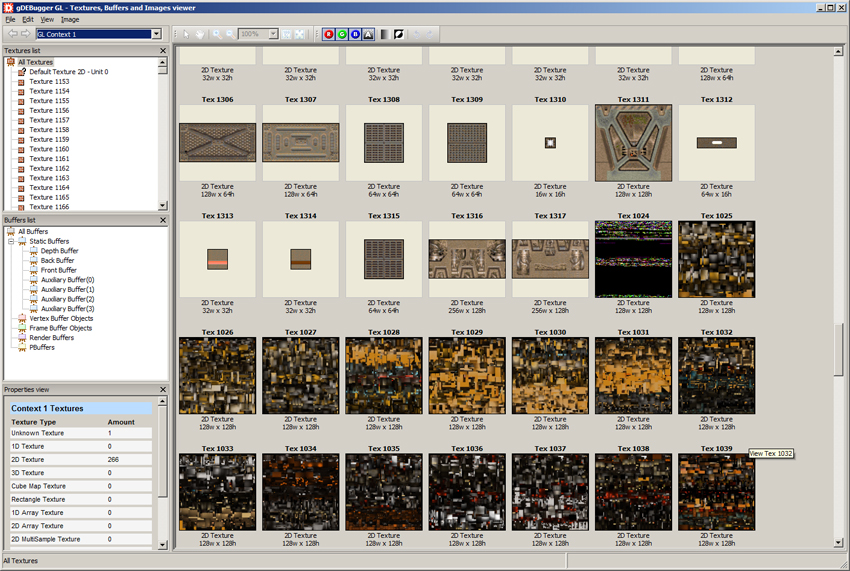 gDEBugger GL - Textures, Buffers and Images viewer
File Edit View Image
GL Context 1
100%
R G B A
Textures list
All Textures
Default Texture 2D - Unit 0
Texture 1153
Texture 1154
Texture 1155
Texture 1156
Texture 1157
Texture 1158
Texture 1159
Texture 1160
Texture 1161
Texture 1162
Texture 1163
Texture 1164
Texture 1165
Texture 1166
Buffers list
All Buffers
Static Buffers
Depth Buffer
Back Buffer
Front Buffer
Auxiliary Buffer(0)
Auxiliary Buffer(1)
Auxiliary Buffer(2)
Auxiliary Buffer(3)
Vertex Buffer Objects
Frame Buffer Objects
Render Buffers
PBuffers
Properties view
Context 1 Textures
Texture Type Amount
Unknown Texture 1
1D Texture 0
2D Texture 266
3D Texture 0
Cube Map Texture 0
Rectangle Texture 0
1D Array Texture 0
2D Array Texture 0
2D MultiSample Texture 0
2D Texture 2D Texture 2D Texture 2D Texture 2D Texture 2D Texture 2D Texture
32w x 32h 32w x 32h 32w x 32h 32w x 32h 32w x 32h 32w x 32h 128w x 64h
Tex 1306 Tex 1307 Tex 1308 Tex 1309 Tex 1310 Tex 1311 Tex 1312
2D Texture 2D Texture 2D Texture 2D Texture 2D Texture 2D Texture 2D Texture
128w x 64h 128w x 64h 64w x 64h 64w x 64h 16w x 16h 128w x 128h 64w x 16h
Tex 1313 Tex 1314 Tex 1315 Tex 1316 Tex 1317 Tex 1024 Tex 1025
2D Texture 2D Texture 2D Texture 2D Texture 2D Texture 2D Texture 2D Texture
32w x 32h 32w x 32h 64w x 64h 256w x 128h 256w x 128h 128w x 128h 128w x 128h
Tex 1026 Tex 1027 Tex 1028 Tex 1029 Tex 1030 Tex 1031 Tex 1032
2D Texture 2D Texture 2D Texture 2D Texture 2D Texture 2D Texture 2D Texture
128w x 128h 128w x 128h 128w x 128h 128w x 128h 128w x 128h 128w x 128h 128w x 128h
Tex 1033 Tex 1034 Tex 1035 Tex 1036 Tex 1037 Tex 1038 Tex 1039
View Tex 1032
2D Texture 2D Texture 2D Texture 2D Texture 2D Texture 2D Texture 2D Texture
128w x 128h 128w x 128h 128w x 128h 128w x 128h 128w x 128h 128w x 128h 128w x 128h
All Textures